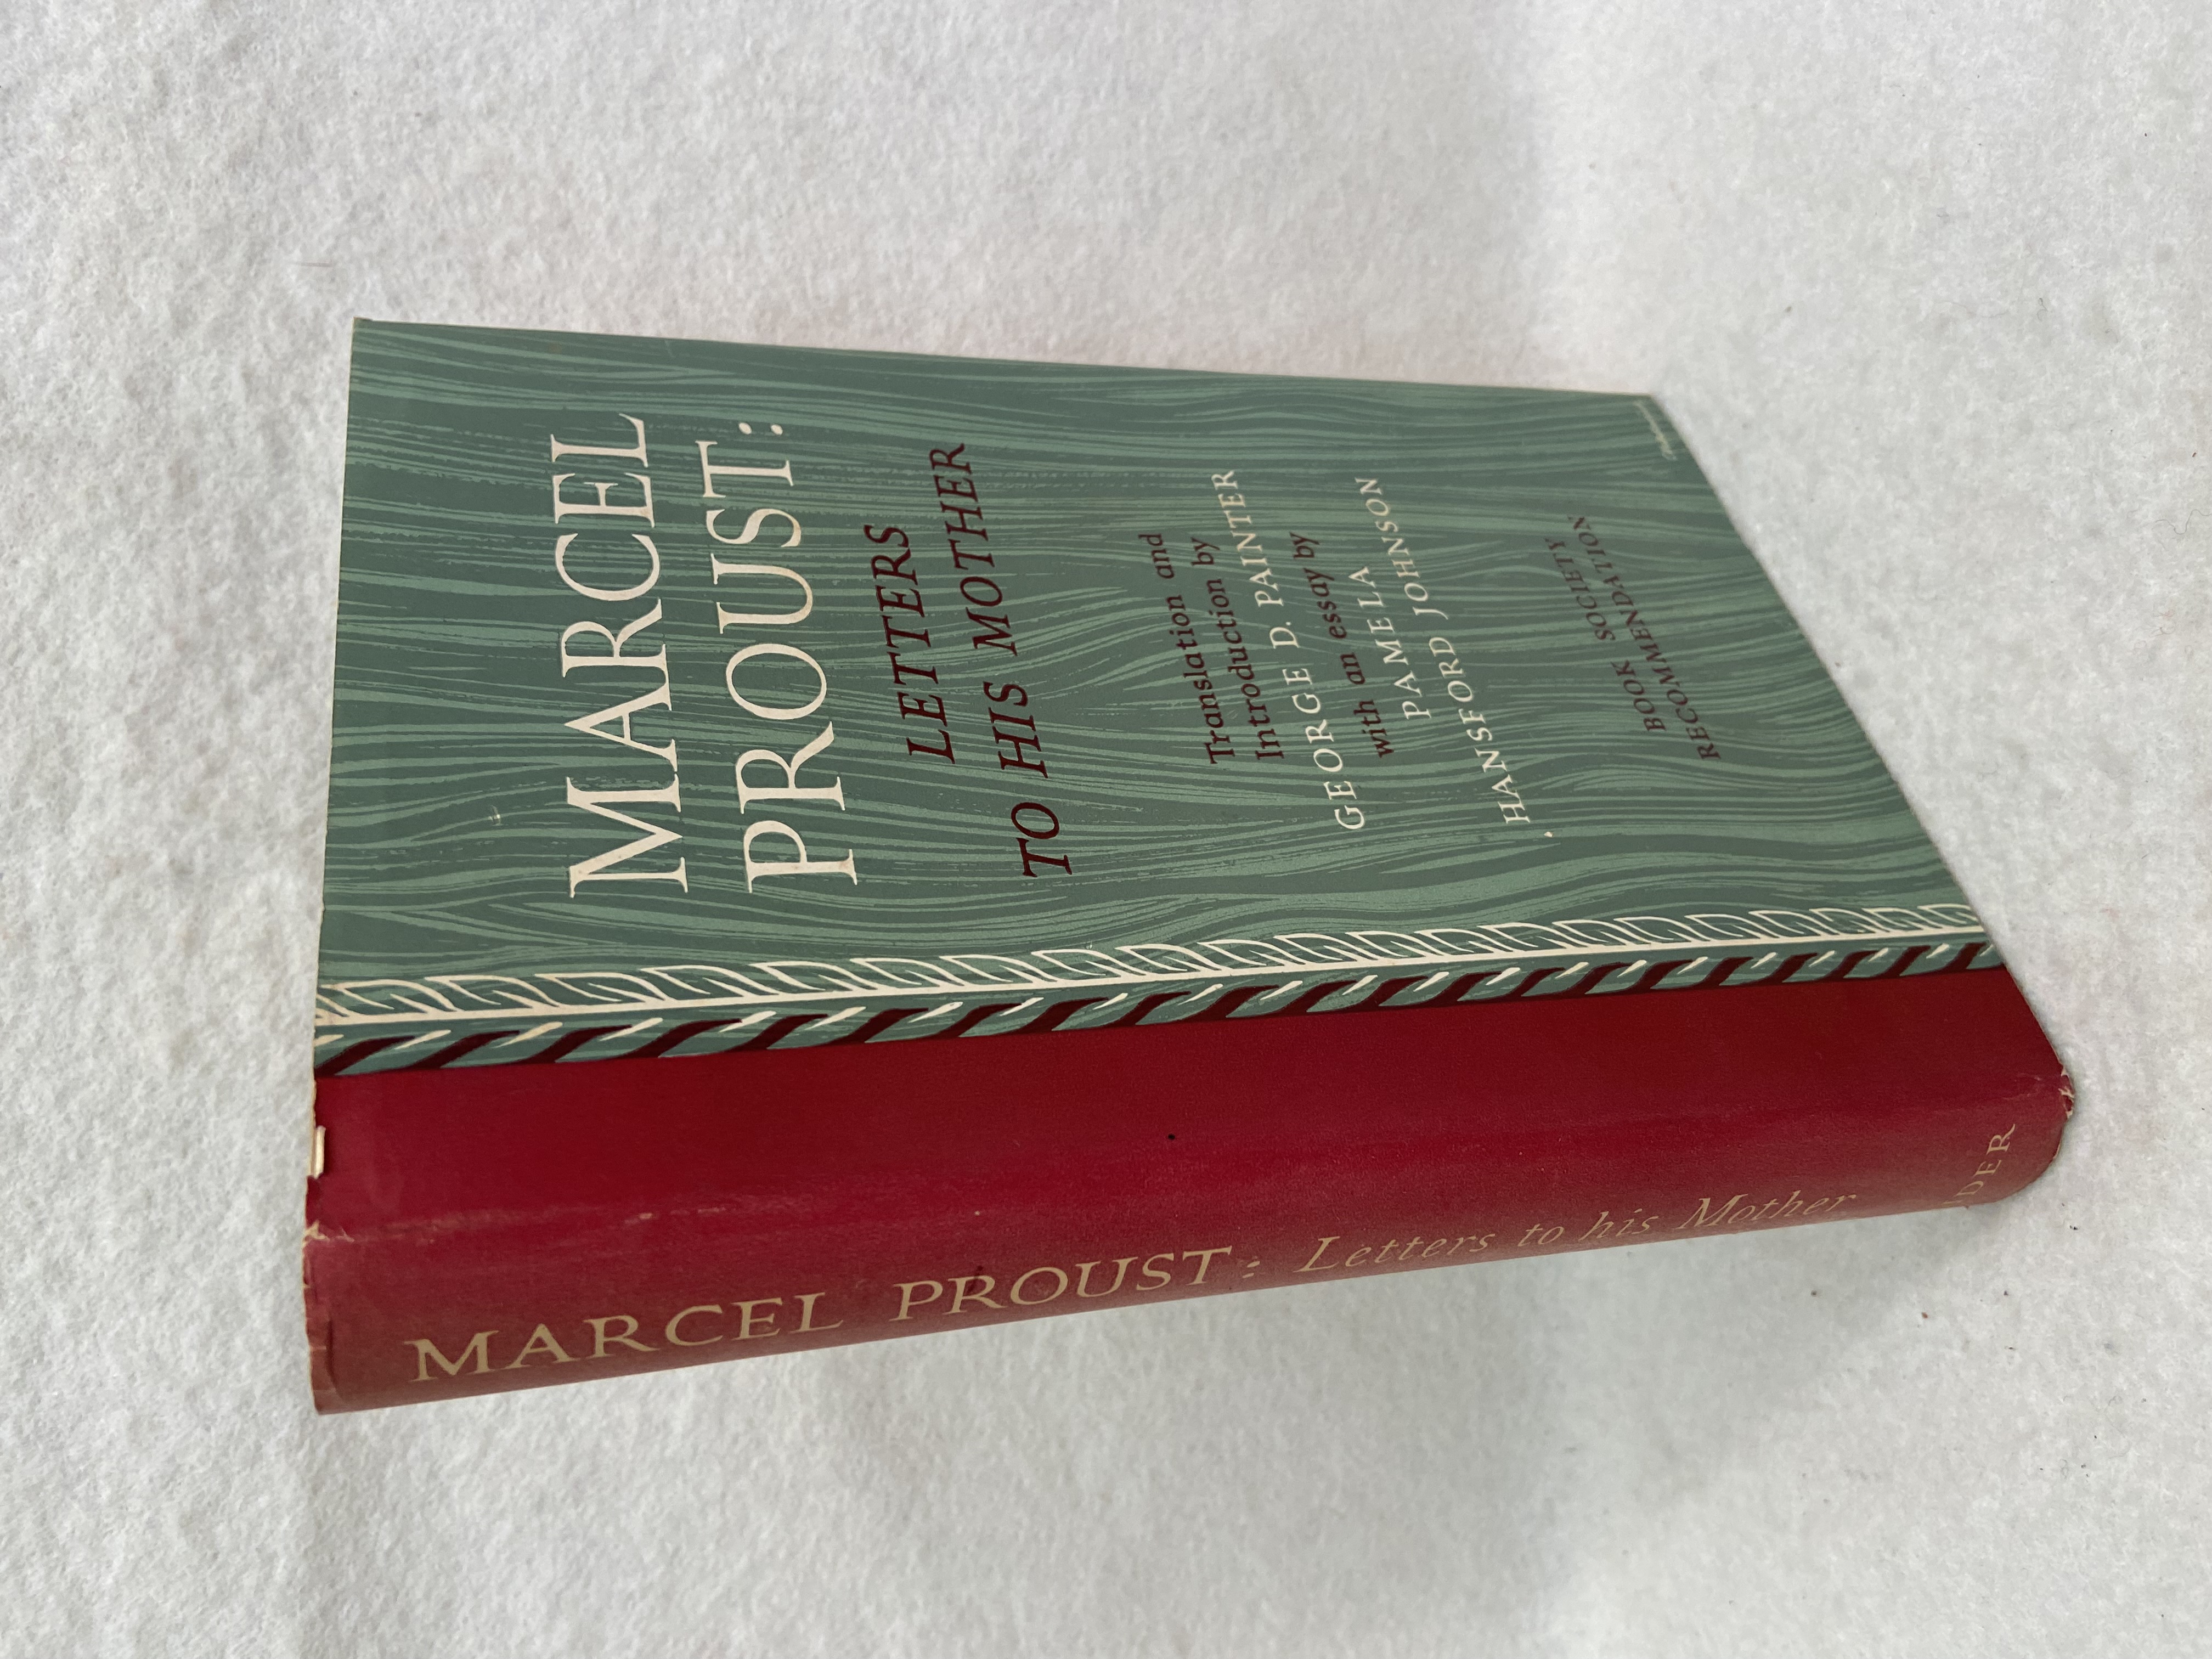 MARCEL
PROUST:
LETTERS
TO HIS MOTHER
Translation and
Introduction by
GEORGE D. PAINTER
with an essay by
PAMELA
HANSFORD JOHNSON
BOOK SOCIETY
RECOMMENDATION
MARCEL PROUST: Letters to his Mother
DER